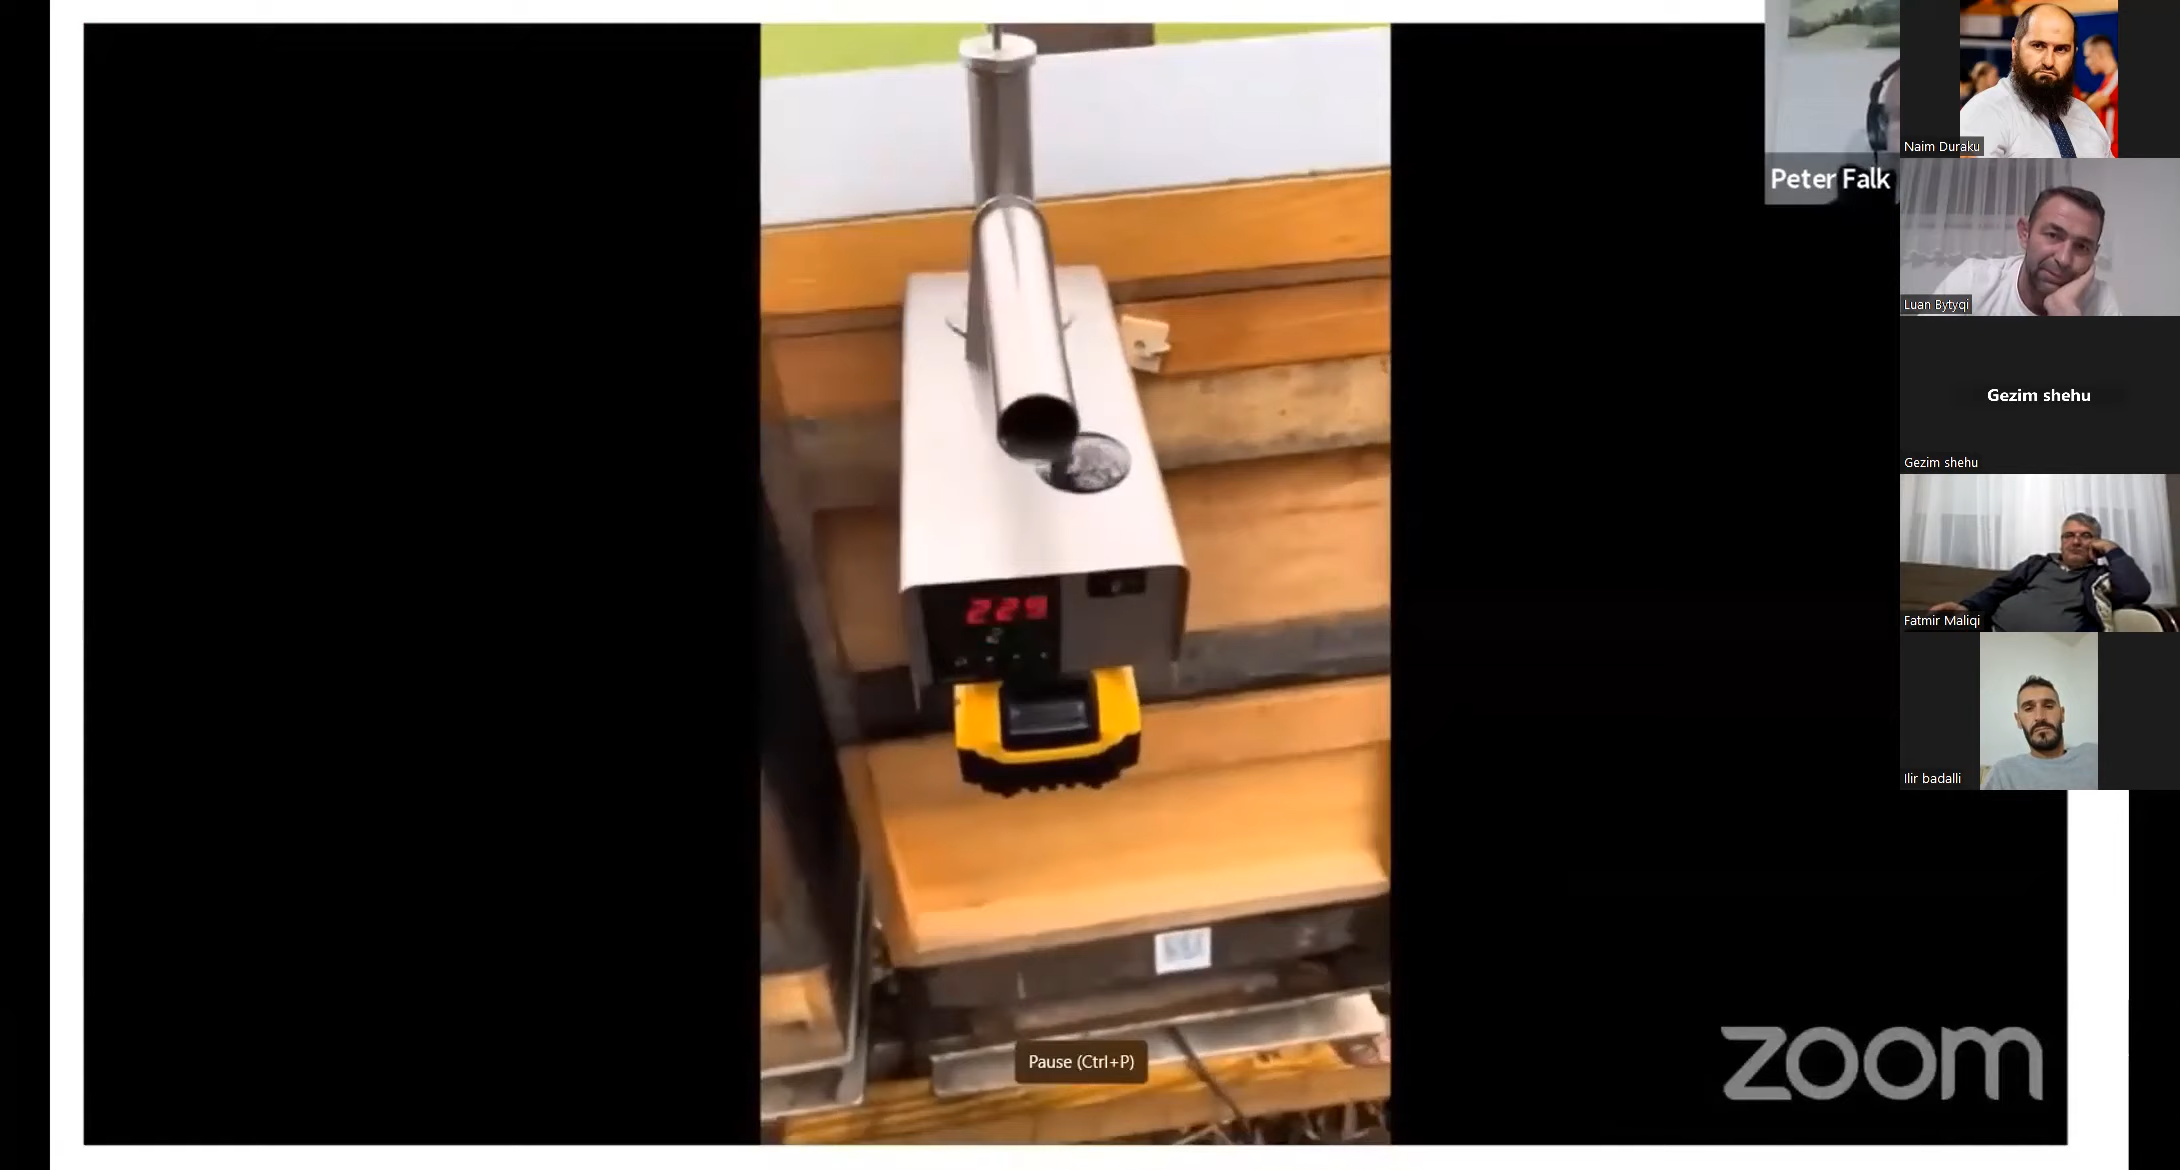 Peter Falk
Naim Duraku
Luan Bytyqi
Gezim shehu
Gezim shehu
Fatmir Maliqi
Ilir badalli
229
Pause (Ctrl+P)
zoom